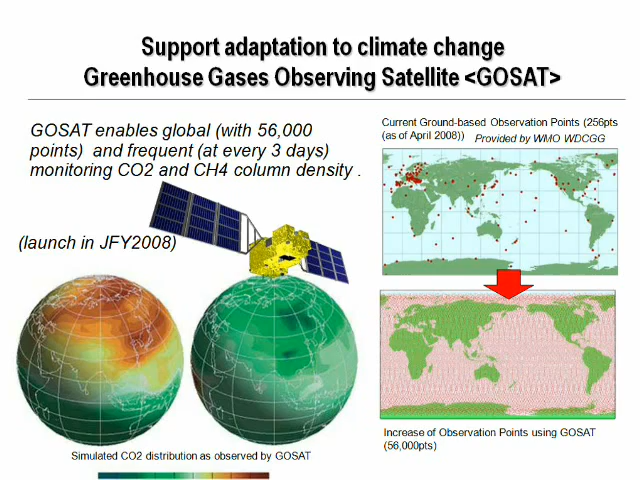 Support adaptation to climate change
Greenhouse Gases Observing Satellite <GOSAT>
GOSAT enables global (with 56,000
points) and frequent (at every 3 days)
monitoring CO2 and CH4 column density .
(launch in JFY2008)
Simulated CO2 distribution as observed by GOSAT
Current Ground-based Observation Points (256pts
(as of April 2008)) Provided by WMO WDCGG
Increase of Observation Points using GOSAT
(56,000pts)